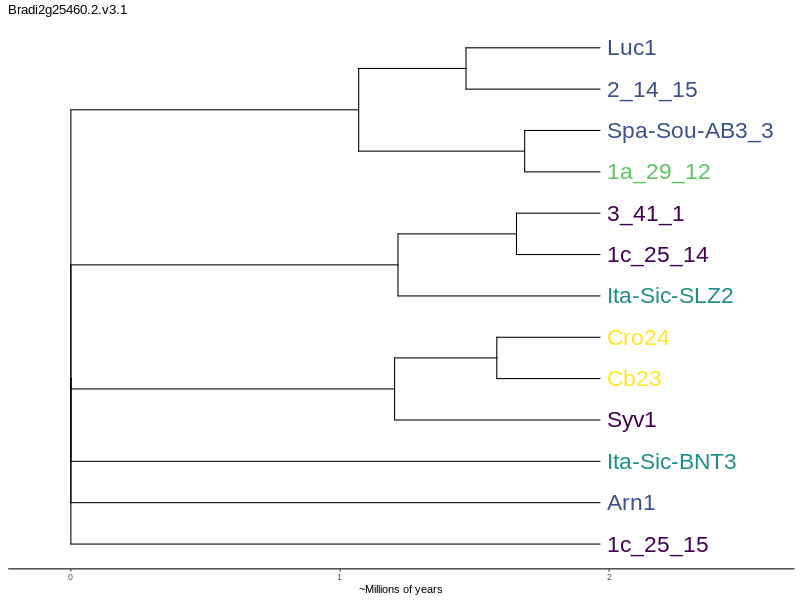 Bradi2g25460.2.v3.1
Luc1
2_14_15
Spa-Sou-AB3_3
1a_29_12
3_41_1
1c_25_14
Ita-Sic-SLZ2
Cro24
Cb23
Syv1
Ita-Sic-BNT3
Arn1
1c_25_15
0 1 2
~Millions of years